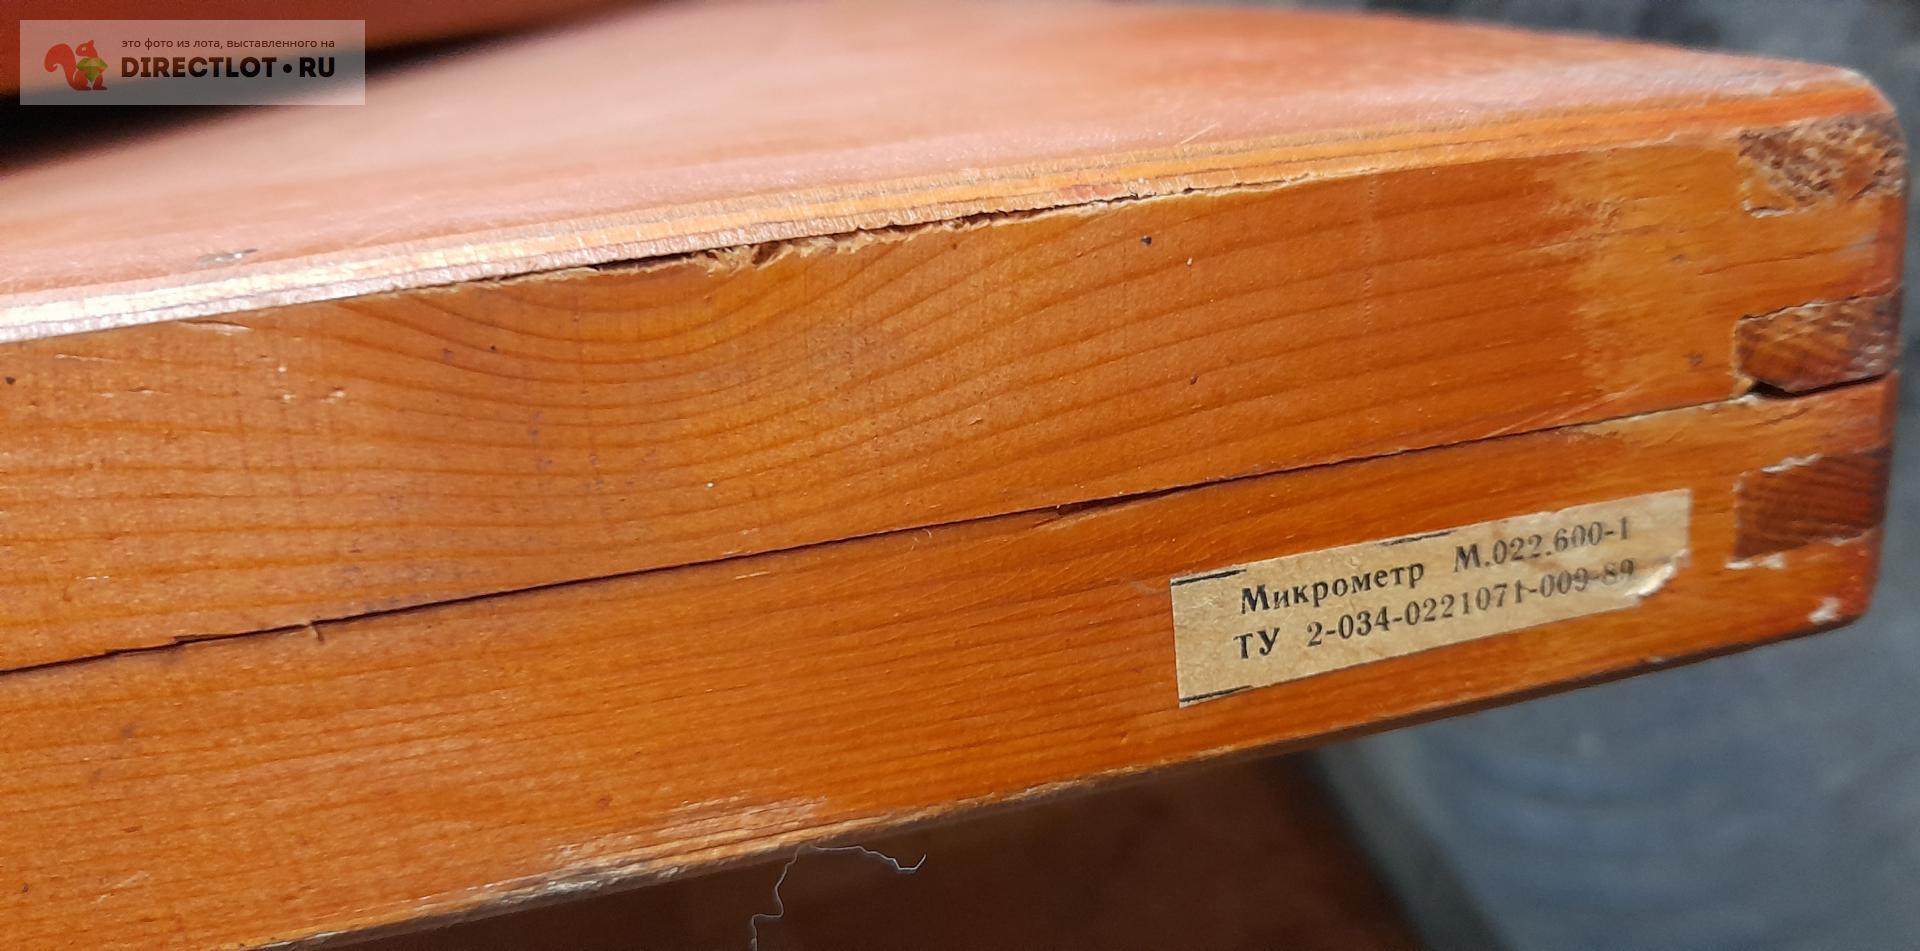 это фото из лота, выставленного на
DIRECTLOT•RU
Микрометр М.022.600-1
ТУ 2-034-0221071-009-89